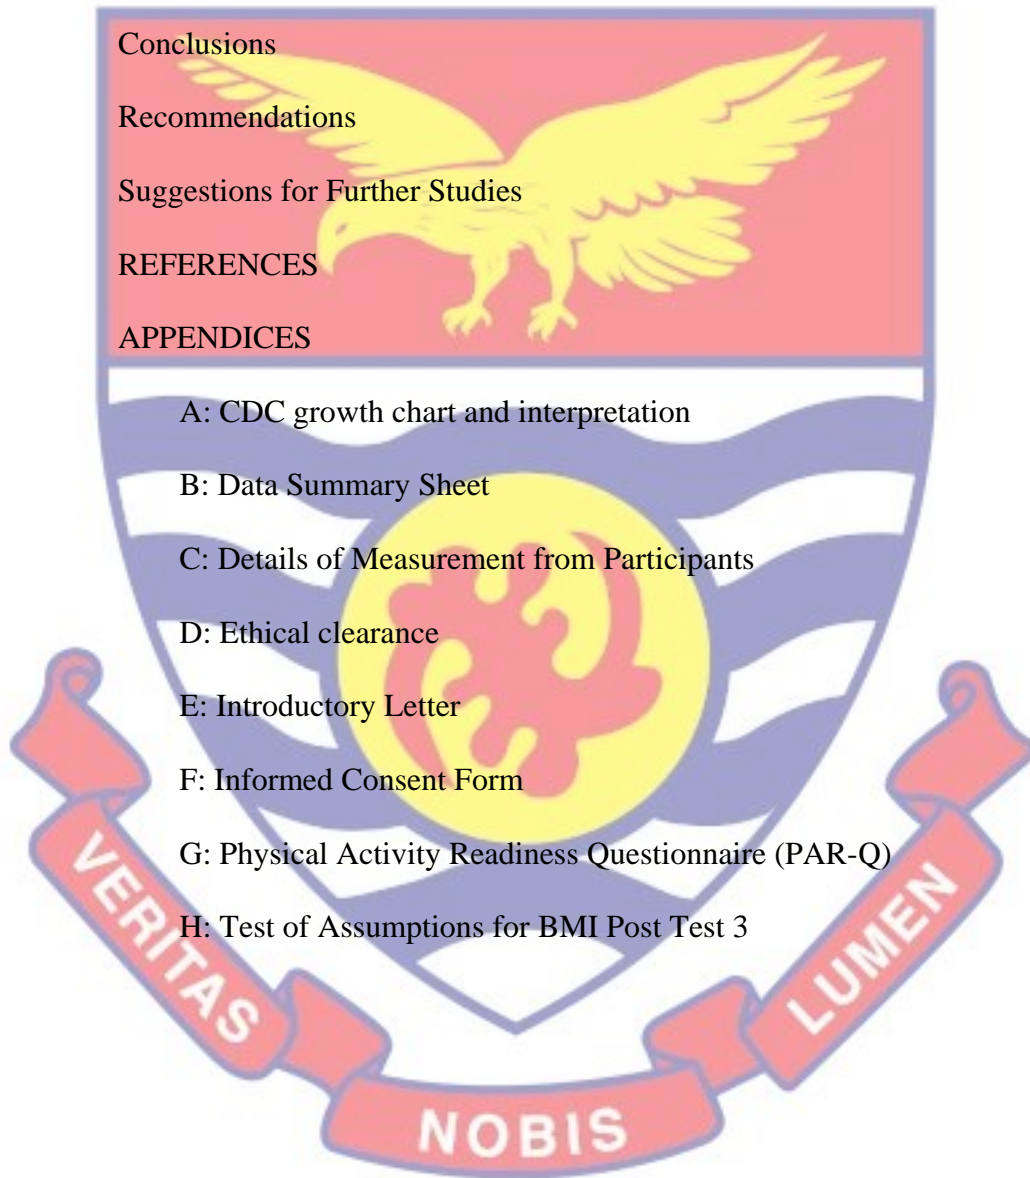 Conclusions
Recommendations
Suggestions for Further Studies
REFERENCES
APPENDICES
A: CDC growth chart and interpretation
B: Data Summary Sheet
C: Details of Measurement from Participants
D: Ethical clearance
E: Introductory Letter
F: Informed Consent Form
G: Physical Activity Readiness Questionnaire (PAR-Q)
H: Test of Assumptions for BMI Post Test 3
VERITAS
NOBIS
LUMEN